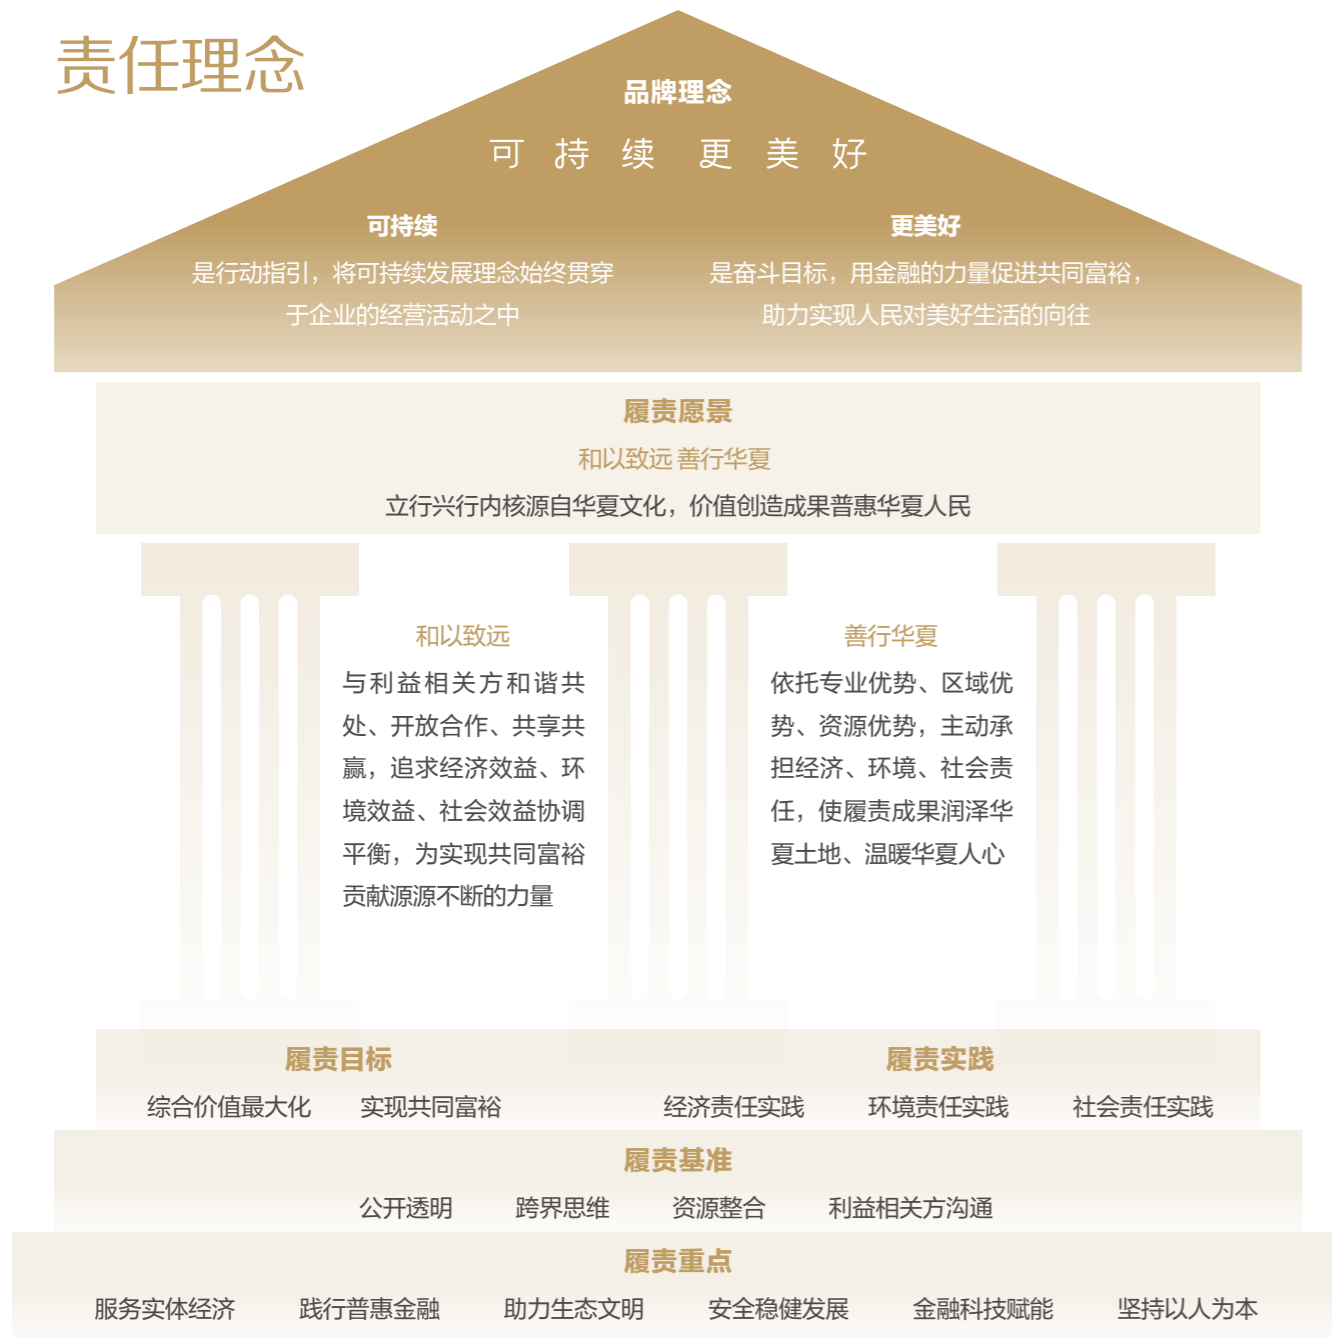 责任理念
品牌理念
可持续 更美好
可持续
是行动指引，将可持续发展理念始终贯穿
于企业的经营活动之中
更美好
是奋斗目标，用金融的力量促进共同富裕，
助力实现人民对美好生活的向往
履责愿景
和以致远 善行华夏
立行兴行内核源自华夏文化，价值创造成果普惠华夏人民
和以致远
与利益相关方和谐共
处、开放合作、共享共
赢，追求经济效益、环
境效益、社会效益协调
平衡，为实现共同富裕
贡献源源不断的力量
善行华夏
依托专业优势、区域优
势、资源优势，主动承
担经济、环境、社会责
任，使履责成果润泽华
夏土地、温暖华夏人心
履责目标
综合价值最大化 实现共同富裕
履责实践
经济责任实践 环境责任实践 社会责任实践
履责基准
公开透明 跨界思维 资源整合 利益相关方沟通
履责重点
服务实体经济 践行普惠金融 助力生态文明 安全稳健发展 金融科技赋能 坚持以人为本